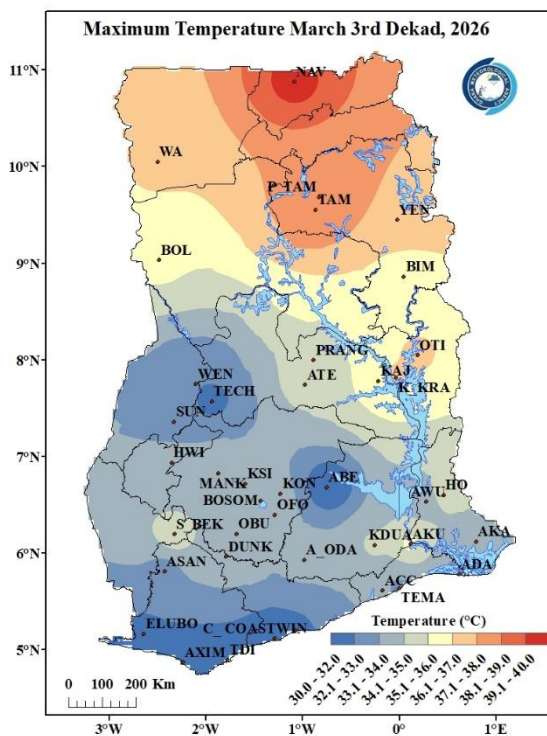 Maximum Temperature March 3rd Dekad, 2026
11°N
NAV
WA
10°N
P_TAM
TAM
YEN
BOL
BIM
9°N
OTI
PRANG
8°N
KAJ
ATE
K_KRA
WEN
TECH
SUN
7°N
HWI
KSI
MANK
KON
ABE
HO
BOSOM
AWU
OFO
S_BEK
OBU
KDUA
AKU
AKA
6°N
DUNK
A_ODA
ASAN
ADA
ACC
TEMA
ELUBO
C_COAST
WIN
Temperature (°C)
5°N
AXIM
TDI
30.0 - 32.0
32.1 - 33.0
33.1 - 34.0
34.1 - 35.0
35.1 - 36.0
36.1 - 37.0
37.1 - 38.0
38.1 - 39.0
39.1 - 40.0
0 100 200 Km
3°W 2°W 1°W 0° 1°E